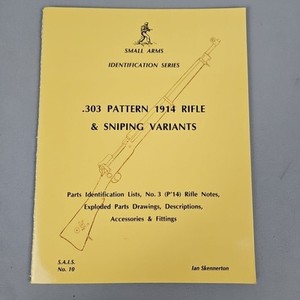 SMALL ARMS
IDENTIFICATION SERIES
.303 PATTERN 1914 RIFLE
& SNIPING VARIANTS
Parts Identification Lists, No. 3 (P'14) Rifle Notes,
Exploded Parts Drawings, Descriptions,
Accessories & Fittings
S.A.I.S.
No. 10
Ian Skennerton